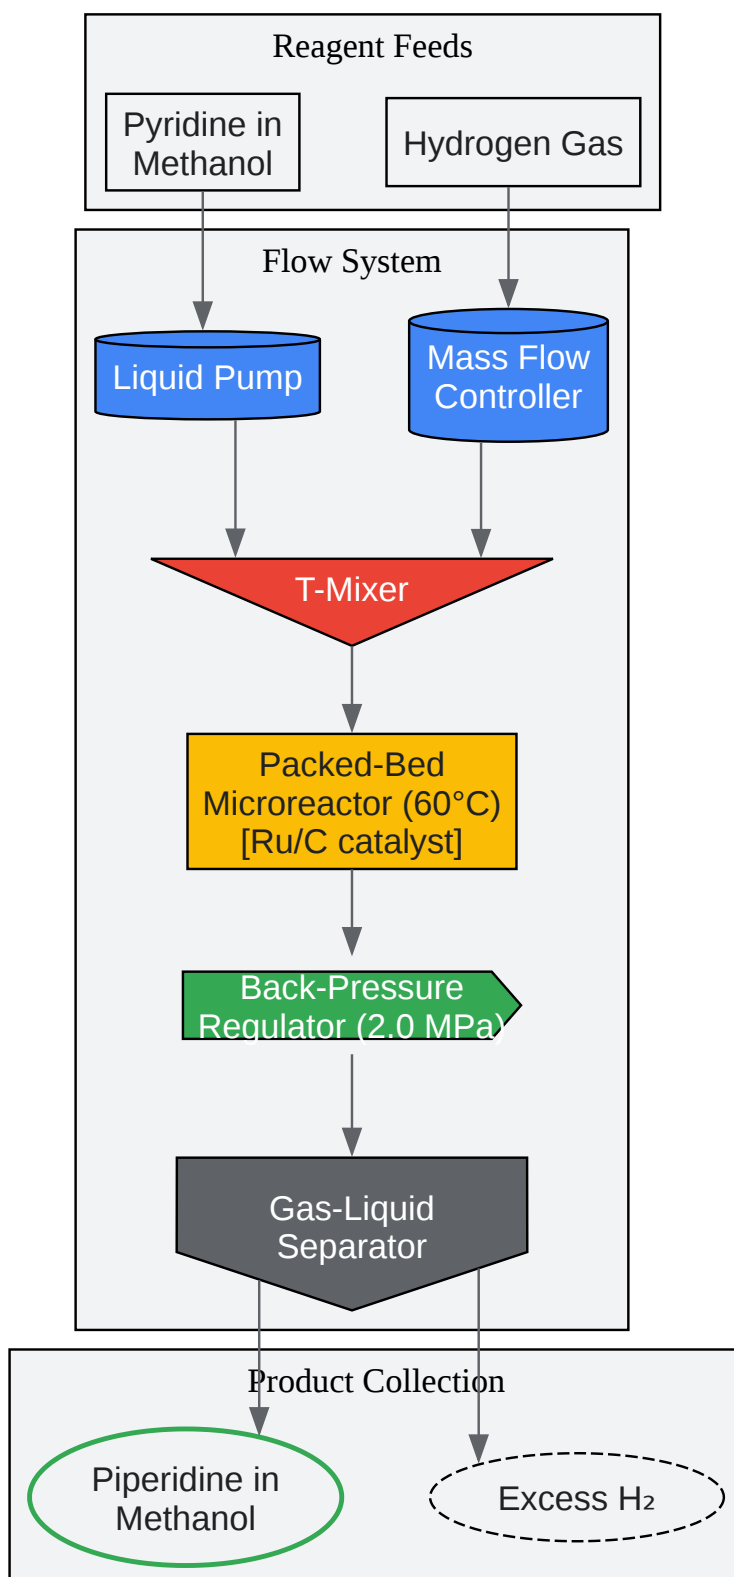 Reagent Feeds
Pyridine in
Methanol
Hydrogen Gas
Flow System
Liquid Pump
Mass Flow
Controller
T-Mixer
Packed-Bed
Microreactor (60°C)
[Ru/C catalyst]
Back-Pressure
Regulator (2.0 MPa)
Gas-Liquid
Separator
Product Collection
Piperidine in
Methanol
Excess H₂